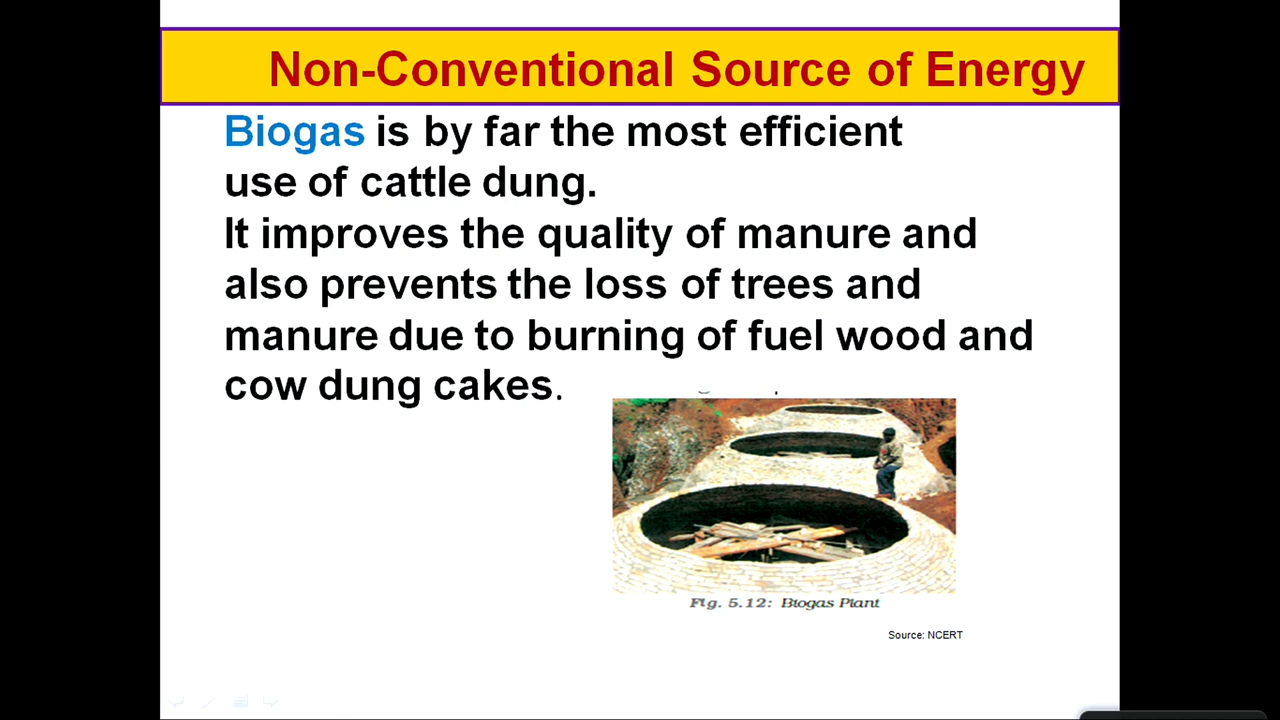 Non-Conventional Source of Energy
Biogas is by far the most efficient
use of cattle dung.
It improves the quality of manure and
also prevents the loss of trees and
manure due to burning of fuel wood and
cow dung cakes.
Fig. 5.12: Biogas Plant
Source: NCERT